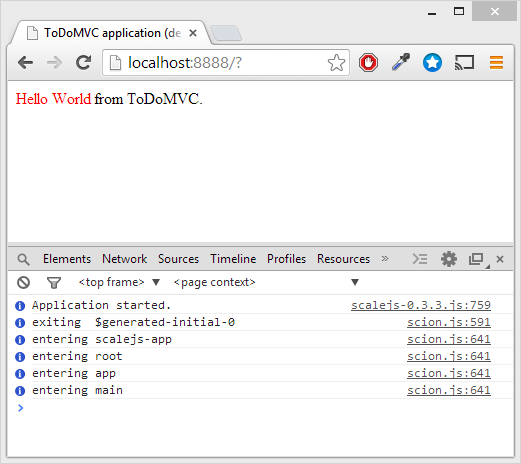 ToDoMVC application (de
localhost:8888/?
Hello World from ToDoMVC.
Elements Network Sources Timeline Profiles Resources »
<top frame> ▼ <page context> ▼
Application started. scalejs-0.3.3.js:759
exiting $generated-initial-0 scion.js:591
entering scalejs-app scion.js:641
entering root scion.js:641
entering app scion.js:641
entering main scion.js:641
>